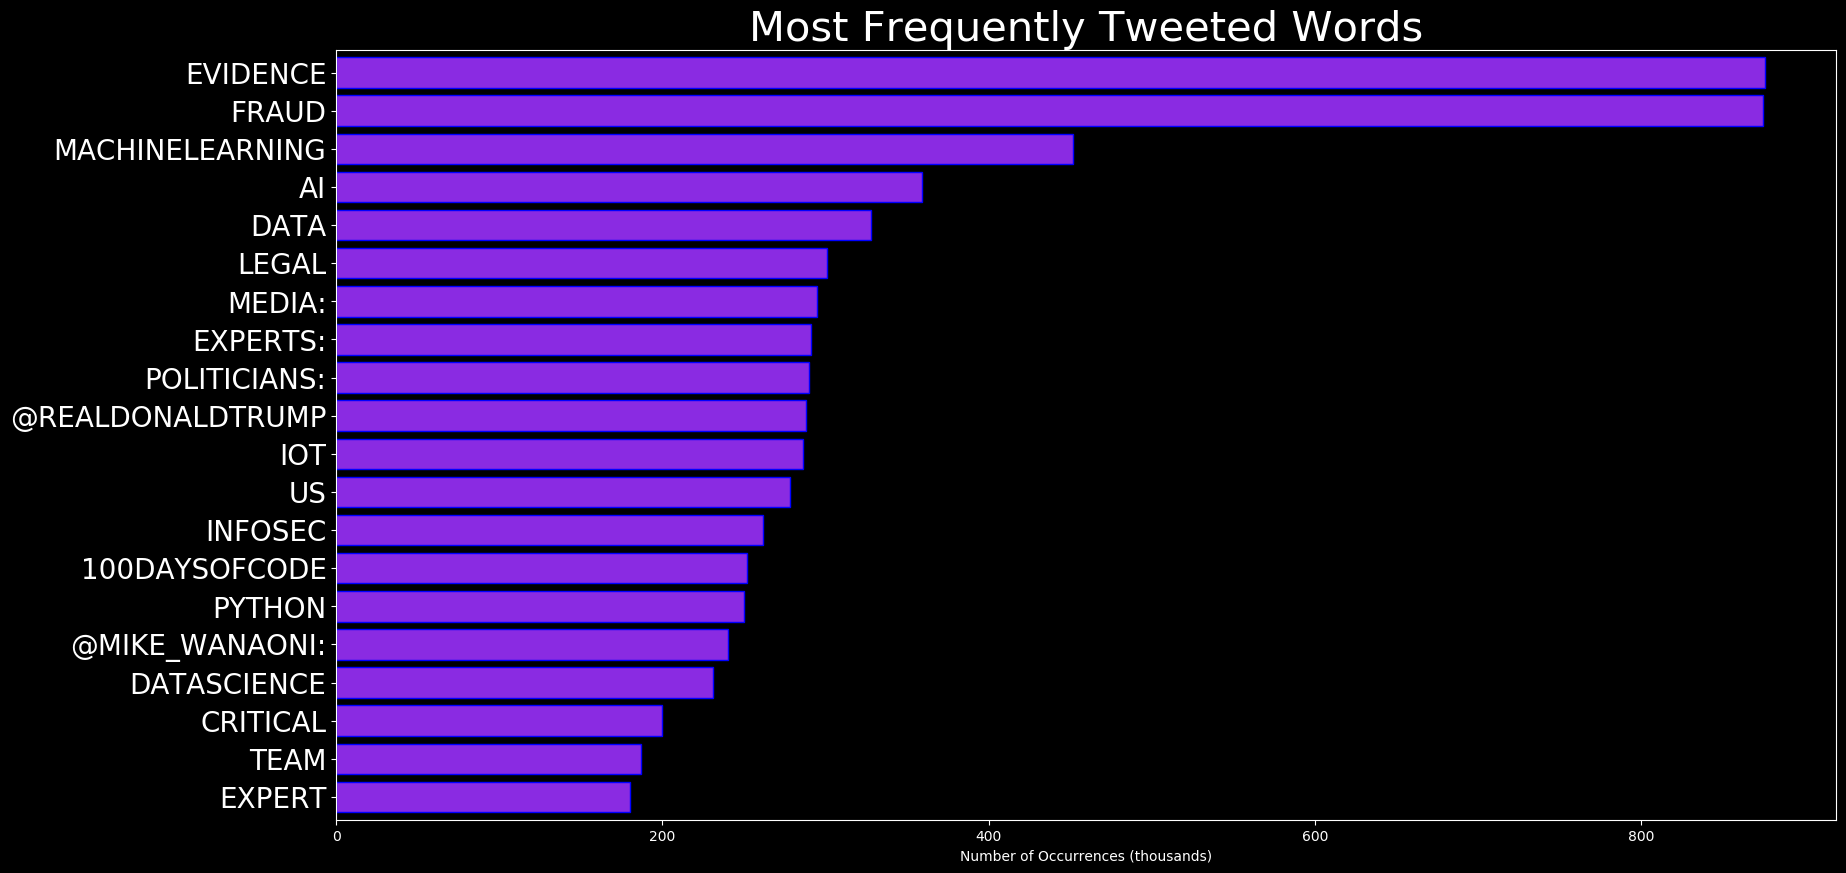 Most Frequently Tweeted Words
EVIDENCE
FRAUD
MACHINELEARNING
AI
DATA
LEGAL
MEDIA:
EXPERTS:
POLITICIANS:
@REALDONALDTRUMP
IOT
US
INFOSEC
100DAYSOFCODE
PYTHON
@MIKE_WANAONI:
DATASCIENCE
CRITICAL
TEAM
EXPERT
0 200 400 600 800
Number of Occurrences (thousands)